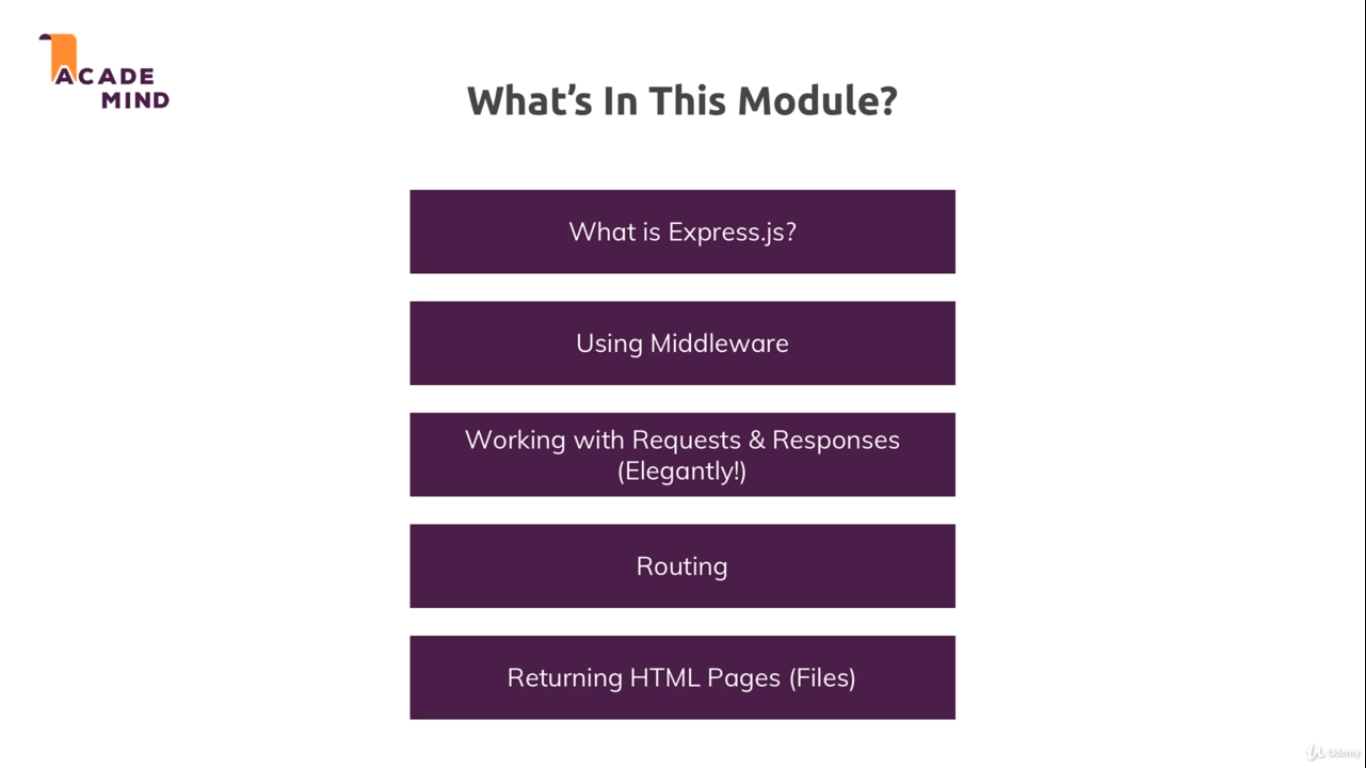 ACADE
MIND
What's In This Module?
What is Express.js?
Using Middleware
Working with Requests & Responses
(Elegantly!)
Routing
Returning HTML Pages (Files)
Udemy